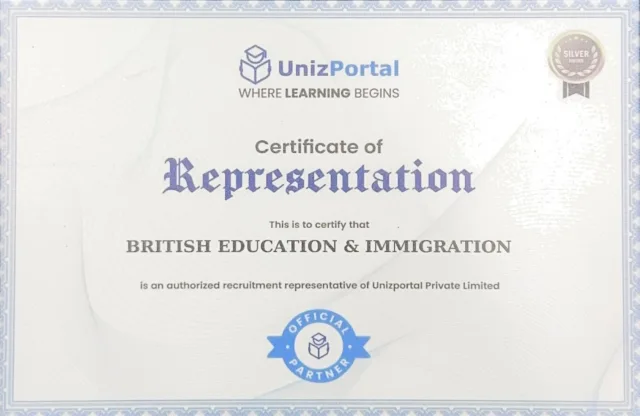 UnizPortal
WHERE LEARNING BEGINS
SILVER
Certificate of
Representation
This is to certify that
BRITISH EDUCATION & IMMIGRATION
is an authorized recruitment representative of Unizportal Private Limited
OFFICIAL
PARTNER